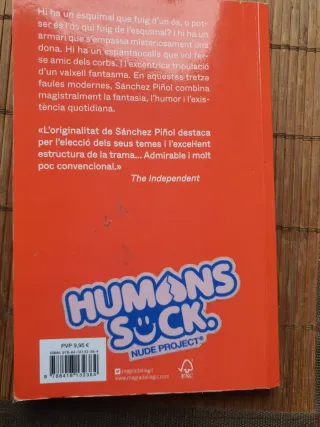 Hi ha un esquimal que fuig d'un ós, o pot-
ser és l'ós qui fuig de l'esquimal? I hi ha un
armari que s'empassa misteriosament una
dona. Hi ha un espantaocells que vol fer-
se amic dels corbs. I l'excèntrica tripulació
d'un vaixell fantasma. En aquestes tretze
faules modernes, Sánchez Piñol combina
magistralment la fantasia, l'humor i l'exis-
tència quotidiana.
«L'originalitat de Sánchez Piñol destaca
per l'elecció dels seus temes i l'excel·lent
estructura de la trama... Admirable i molt
poc convencional.»
The Independent
HUMANS
SUCK.
NUDE PROJECT®
PVP 9,95 €
FSC